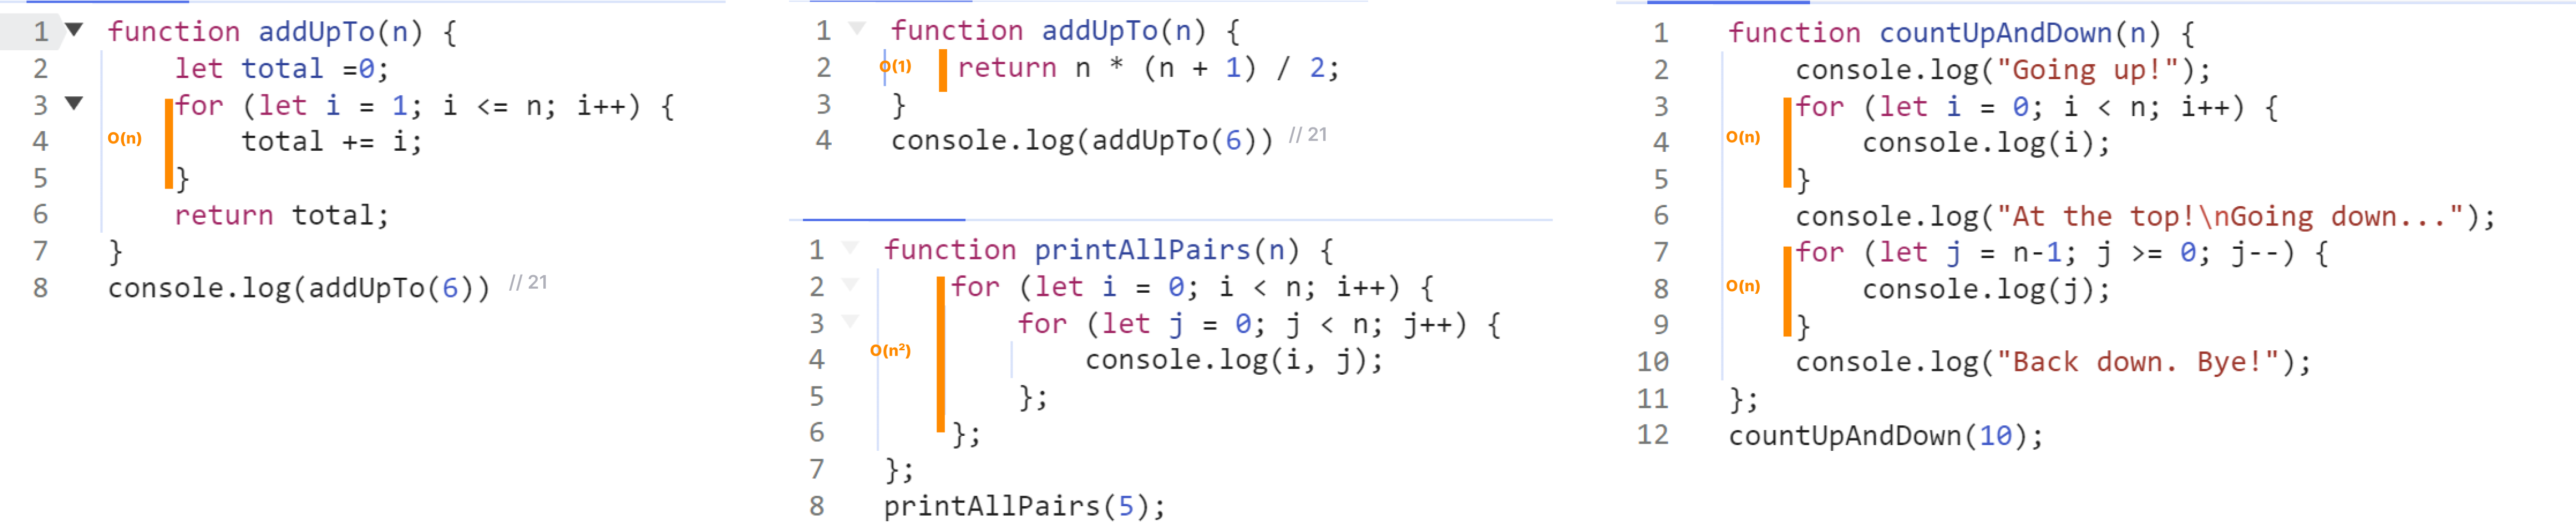 1 function addUpTo(n) {
2 let total =0;
3 for (let i = 1; i <= n; i++) {
O(n)
4 total += i;
5 }
6 return total;
7 }
8 console.log(addUpTo(6)) // 21
1 function addUpTo(n) {
2 O(1) return n * (n + 1) / 2;
3 }
4 console.log(addUpTo(6)) // 21
1 function printAllPairs(n) {
2 for (let i = 0; i < n; i++) {
3 for (let j = 0; j < n; j++) {
O(n²)
4 console.log(i, j);
5 };
6 };
7 };
8 printAllPairs(5);
1 function countUpAndDown(n) {
2 console.log("Going up!");
3 for (let i = 0; i < n; i++) {
O(n)
4 console.log(i);
5 }
6 console.log("At the top!\nGoing down...");
7 for (let j = n-1; j >= 0; j--) {
O(n)
8 console.log(j);
9 }
10 console.log("Back down. Bye!");
11 };
12 countUpAndDown(10);